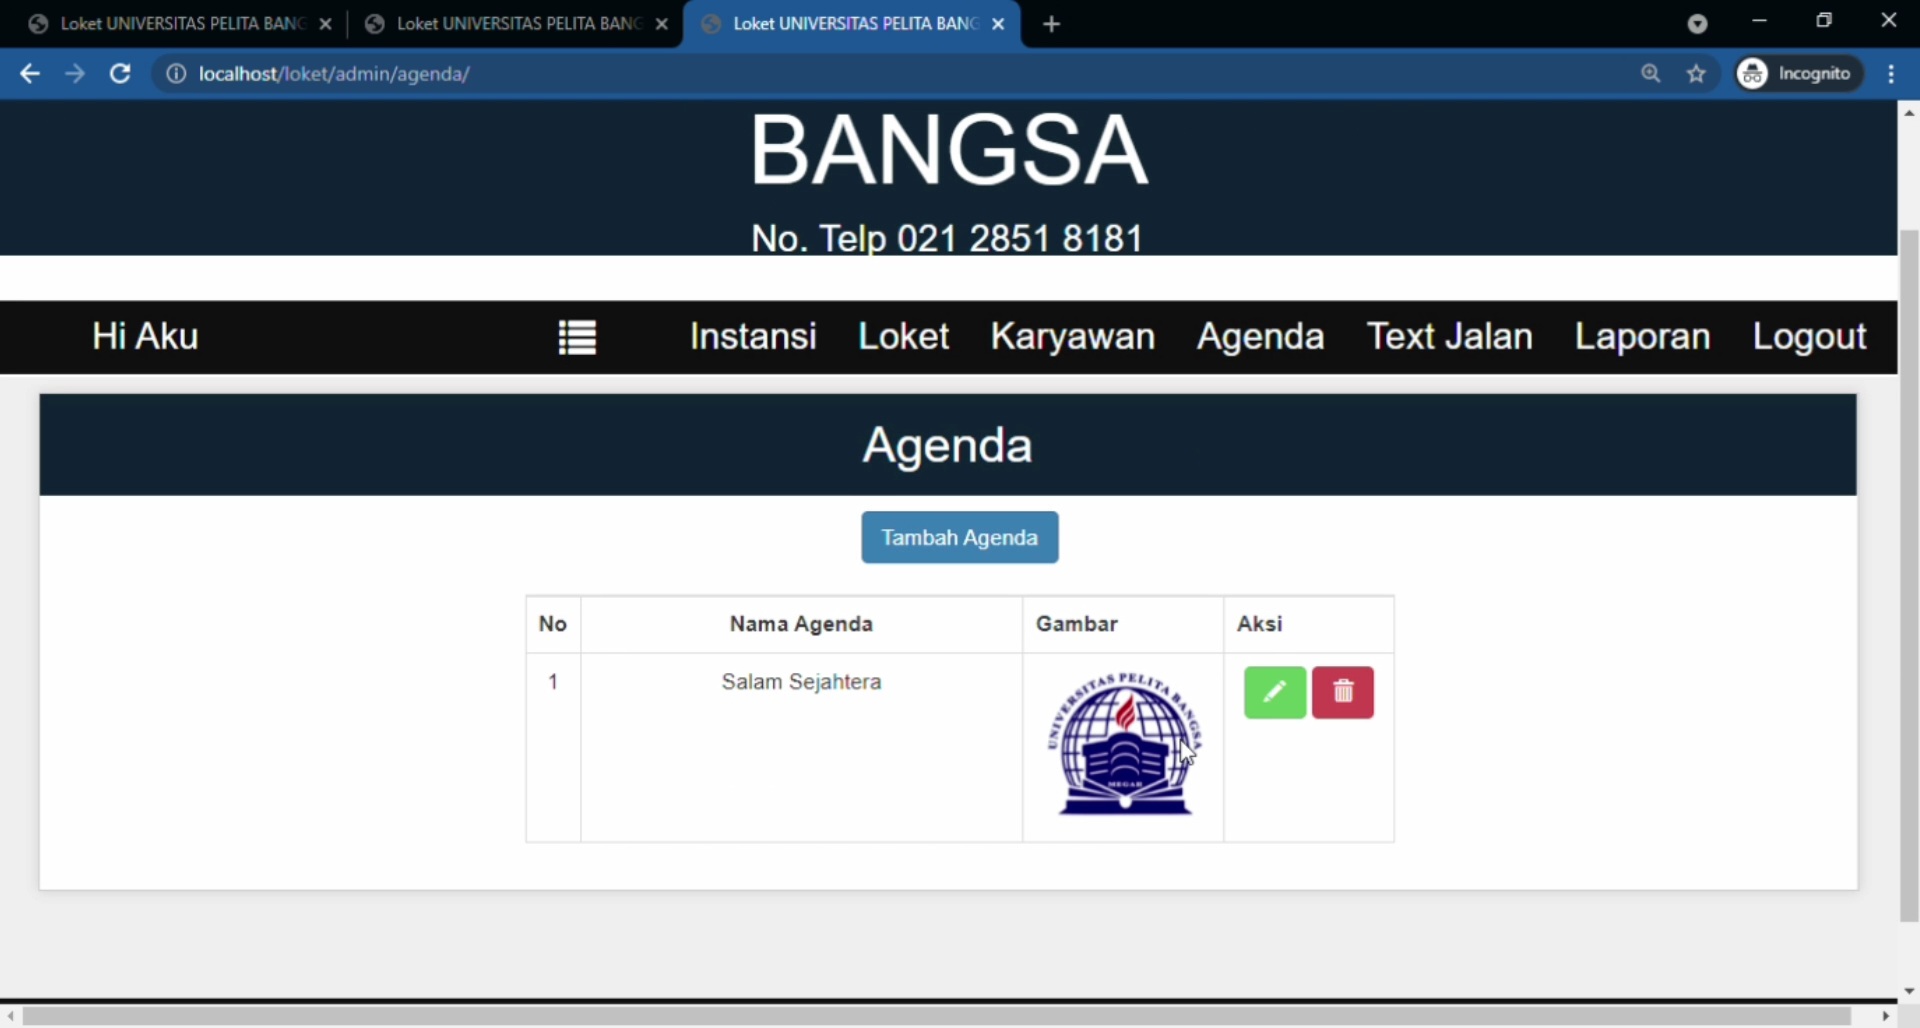 Loket UNIVERSITAS PELITA BANG
Loket UNIVERSITAS PELITA BANG
Loket UNIVERSITAS PELITA BANG
localhost/loket/admin/agenda/
Incognito
BANGSA
No. Telp 021 2851 8181
Hi Aku
Instansi Loket Karyawan Agenda Text Jalan Laporan Logout
Agenda
Tambah Agenda
No Nama Agenda Gambar Aksi
1 Salam Sejahtera
UNIVERSITAS PELITA BANGSA
MEGAH